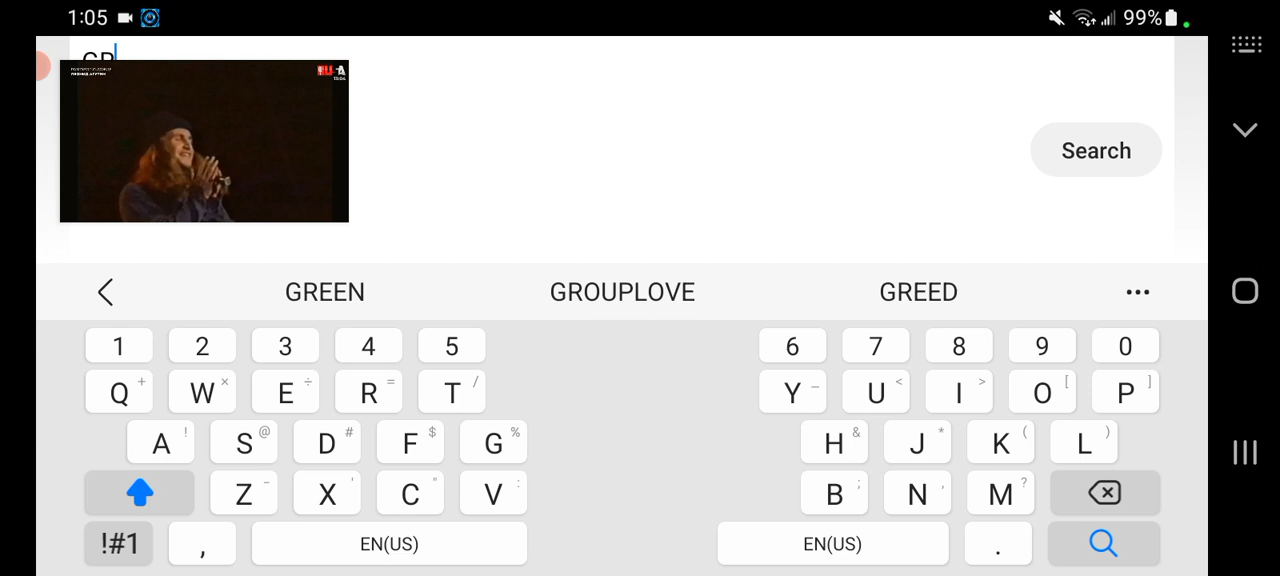 1:05 99%
GR
Search
GREEN GROUPLOVE GREED •••
1 2 3 4 5 6 7 8 9 0
Q + W × E ÷ R = T / Y _ U < I > O [ P ]
A ! S @ D # F $ G % H & J * K ( L )
Z - X ' C " V : B ; N , M ?
!#1 , EN(US) EN(US) .